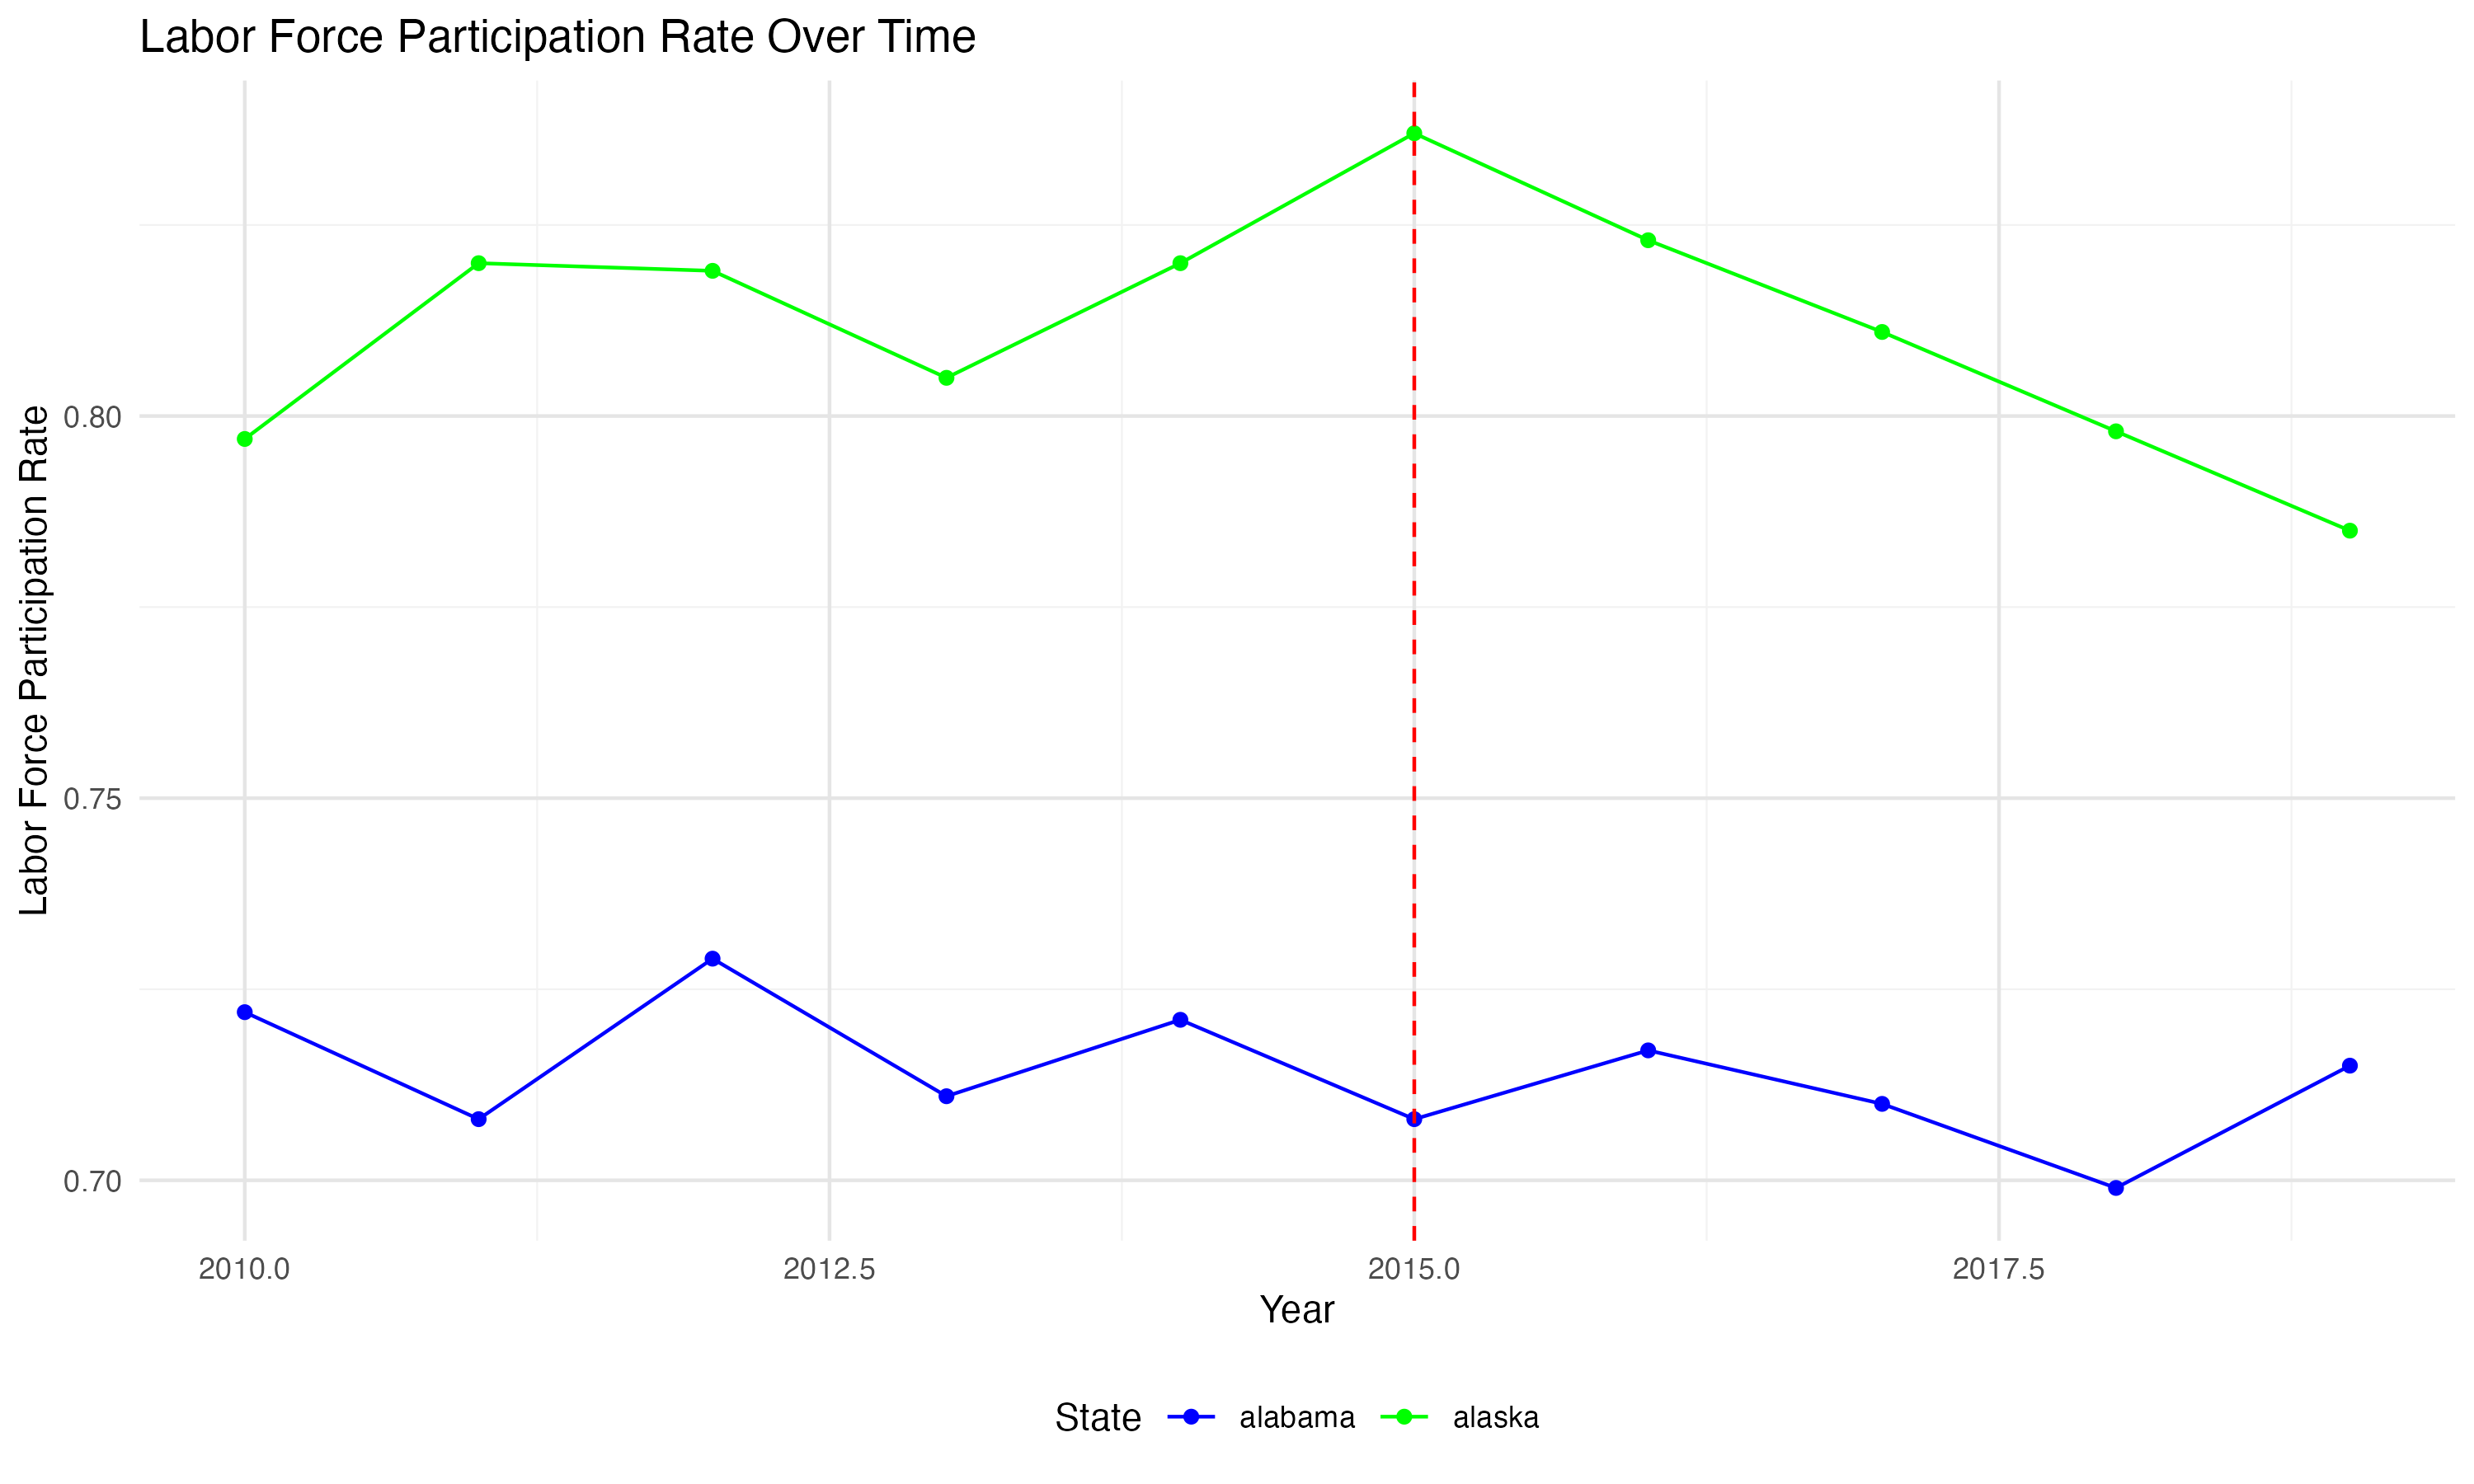 Labor Force Participation Rate Over Time
Labor Force Participation Rate
0.80
0.75
0.70
2010.0 2012.5 2015.0 2017.5
Year
State alabama alaska